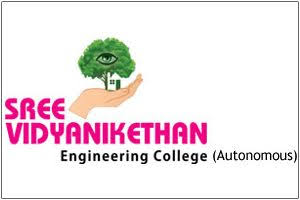 SREE
VIDYANIKETHAN
Engineering College (Autonomous)